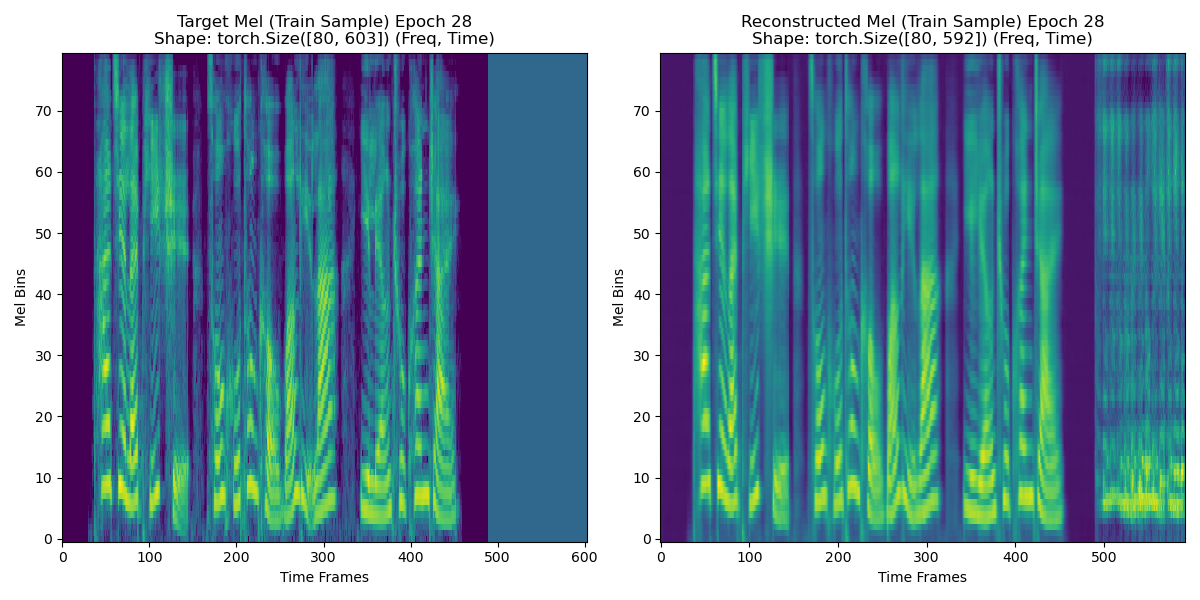 Target Mel (Train Sample) Epoch 28
Shape: torch.Size([80, 603]) (Freq, Time)
Mel Bins
70
60
50
40
30
20
10
0
0 100 200 300 400 500 600
Time Frames
Reconstructed Mel (Train Sample) Epoch 28
Shape: torch.Size([80, 592]) (Freq, Time)
Mel Bins
70
60
50
40
30
20
10
0
0 100 200 300 400 500
Time Frames